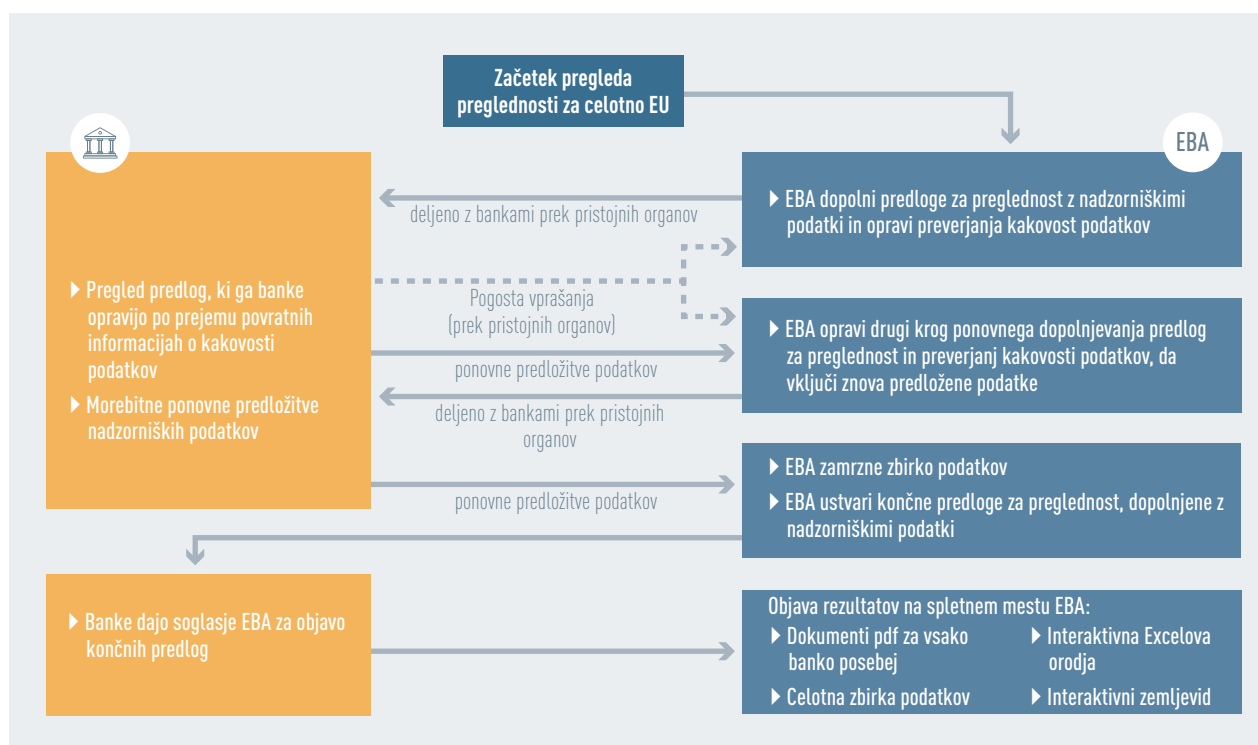 Začetek pregleda
preglednosti za celotno EU
EBA
EBA dopolni predloge za preglednost z nadzorniškimi
podatki in opravi preverjanja kakovost podatkov
deljeno z bankami prek pristojnih organov
Pregled predlog, ki ga banke
opravijo po prejemu povratnih
informacijah o kakovosti
podatkov
Morebitne ponovne predložitve
nadzorniških podatkov
Pogosta vprašanja
(prek pristojnih organov)
EBA opravi drugi krog ponovnega dopolnjevanja predlog
za preglednost in preverjanj kakovosti podatkov, da
vključi znova predložene podatke
ponovne predložitve podatkov
deljeno z bankami prek pristojnih
organov
EBA zamrzne zbirko podatkov
EBA ustvari končne predloge za preglednost, dopolnjene z
nadzorniškimi podatki
ponovne predložitve podatkov
Banke dajo soglasje EBA za objavo
končnih predlog
Objava rezultatov na spletnem mestu EBA:
Dokumenti pdf za vsako
banko posebej
Celotna zbirka podatkov
Interaktivna Excelova
orodja
Interaktivni zemljevid